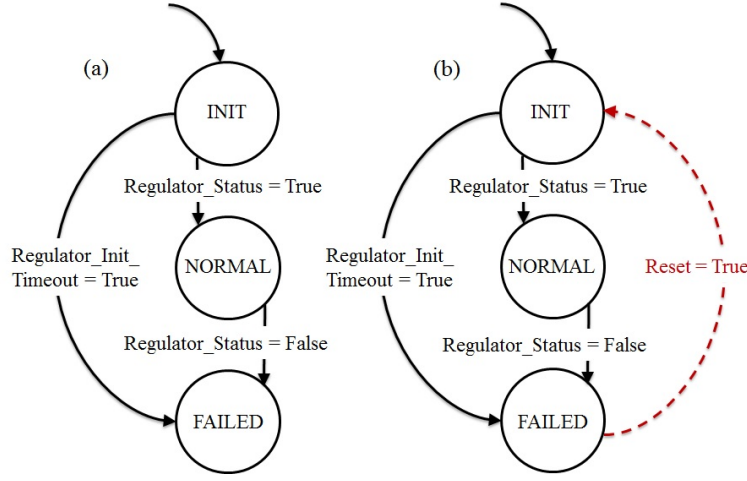 (a)
INIT
Regulator_Status = True
Regulator_Init_
Timeout = True
NORMAL
Regulator_Status = False
FAILED
(b)
INIT
Regulator_Status = True
Regulator_Init_
Timeout = True
NORMAL
Reset = True
Regulator_Status = False
FAILED